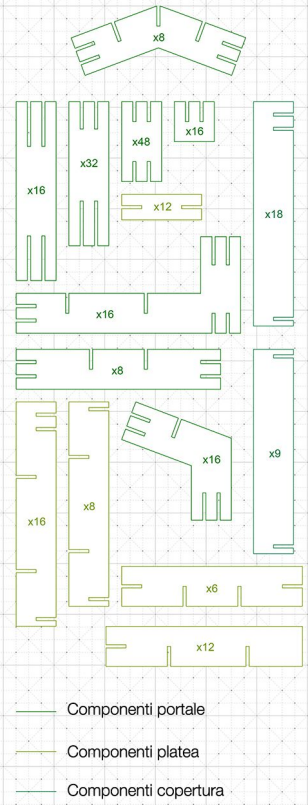 x8
x16
x32
x48
x16
x18
x12
x16
x8
x9
x16
x16
x8
x6
x12
Componenti portale
Componenti platea
Componenti copertura